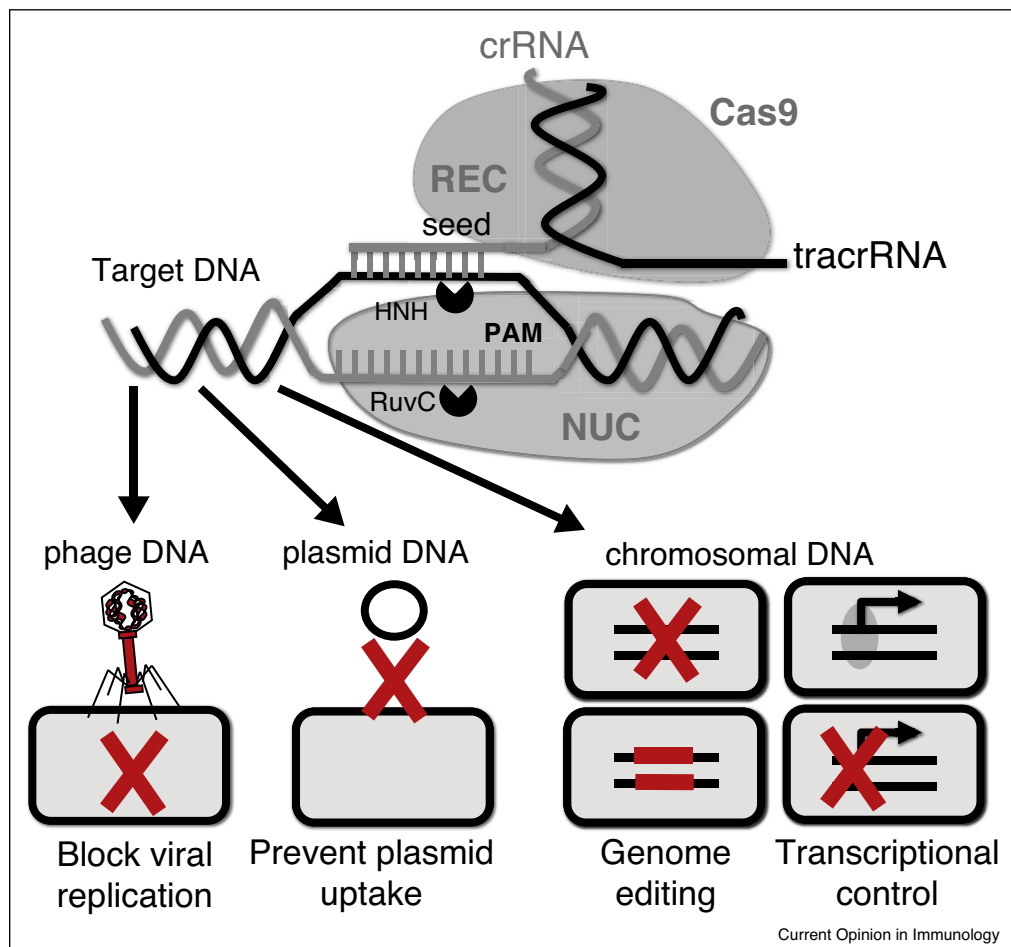 crRNA
Cas9
REC
seed
tracrRNA
Target DNA
HNH
PAM
RuvC
NUC
phage DNA
plasmid DNA
chromosomal DNA
Block viral
replication
Prevent plasmid
uptake
Genome
editing
Transcriptional
control
Current Opinion in Immunology